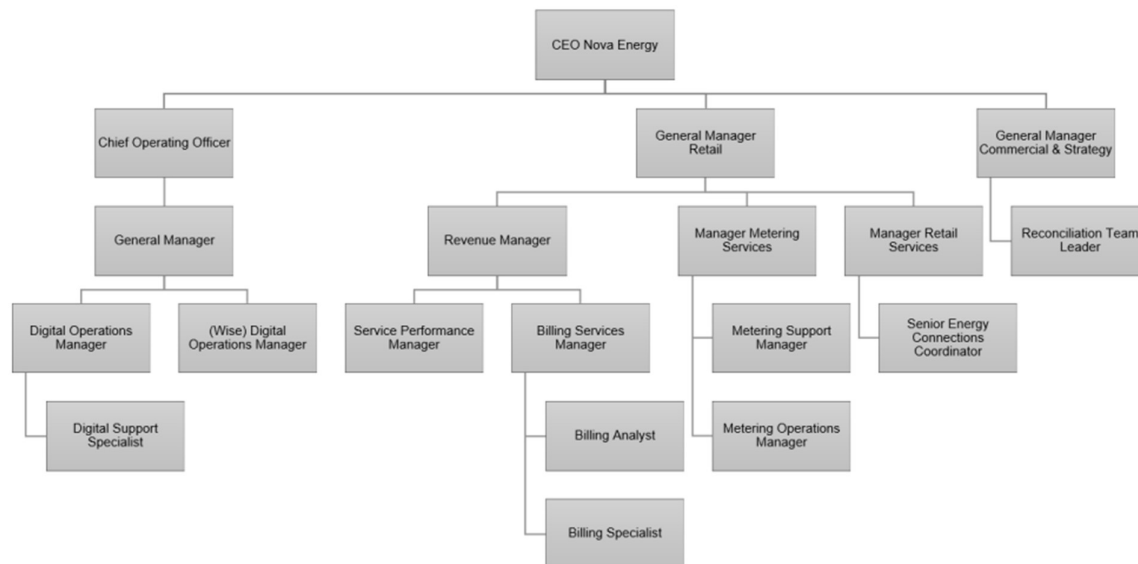 CEO Nova Energy
Chief Operating Officer
General Manager
Retail
General Manager
Commercial & Strategy
General Manager
Revenue Manager
Manager Metering
Services
Manager Retail
Services
Reconciliation Team
Leader
Digital Operations
Manager
(Wise) Digital
Operations Manager
Service Performance
Manager
Billing Services
Manager
Metering Support
Manager
Senior Energy
Connections
Coordinator
Digital Support
Specialist
Billing Analyst
Metering Operations
Manager
Billing Specialist